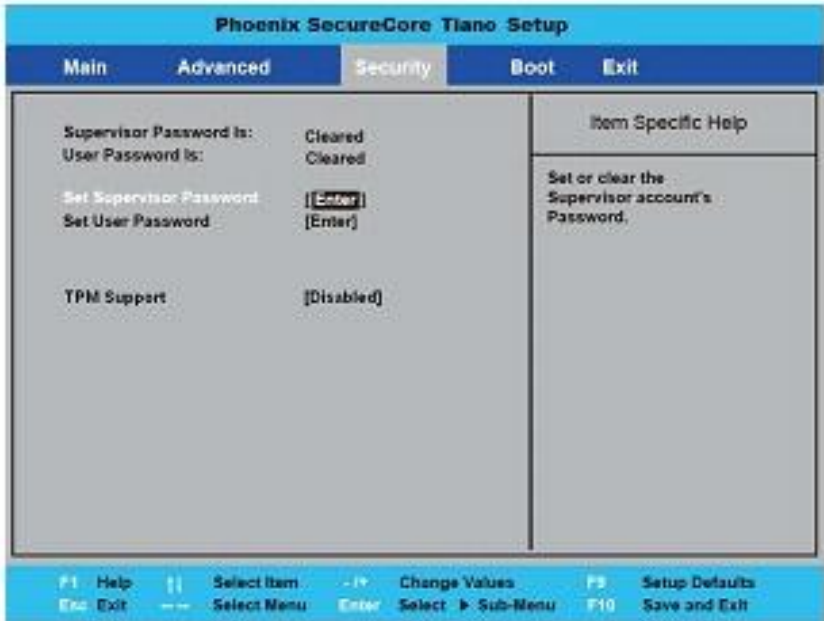 Phoenix SecureCore Tiano Setup
Main Advanced Security Boot Exit
Supervisor Password Is: Cleared
User Password Is: Cleared
Set Supervisor Password [[Enter]]
Set User Password [Enter]
TPM Support [Disabled]
Item Specific Help
Set or clear the
Supervisor account's
Password.
F1 Help ↑↓ Select Item -/+ Change Values F9 Setup Defaults
Esc Exit ←→ Select Menu Enter Select ▶ Sub-Menu F10 Save and Exit